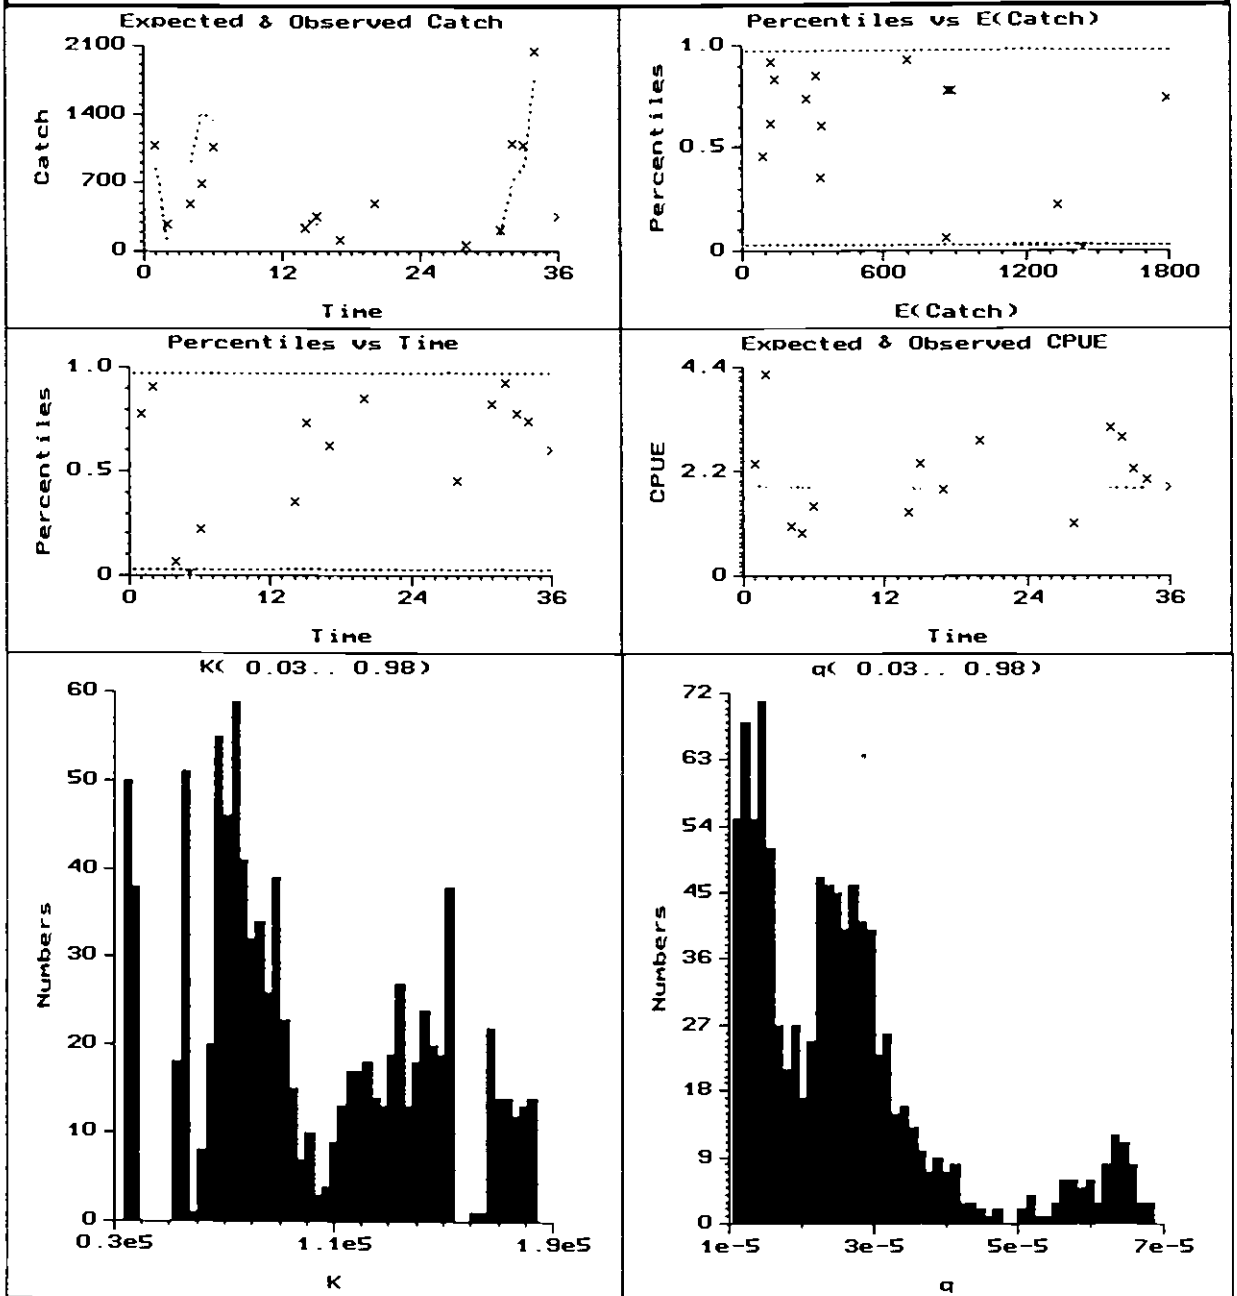 Expected & Observed Catch
2100
1400
700
0
Catch
0 12 24 36
Time
Percentiles vs E(Catch)
1.0
0.5
0
Percentiles
0 600 1200 1800
E(Catch)
Percentiles vs Time
1.0
0.5
0
Percentiles
0 12 24 36
Time
Expected & Observed CPUE
4.4
2.2
0
CPUE
0 12 24 36
Time
K( 0.03.. 0.98)
60
50
40
30
20
10
0
Numbers
0.3e5 1.1e5 1.9e5
K
q( 0.03.. 0.98)
72
63
54
45
36
27
18
9
0
Numbers
1e-5 3e-5 5e-5 7e-5
q